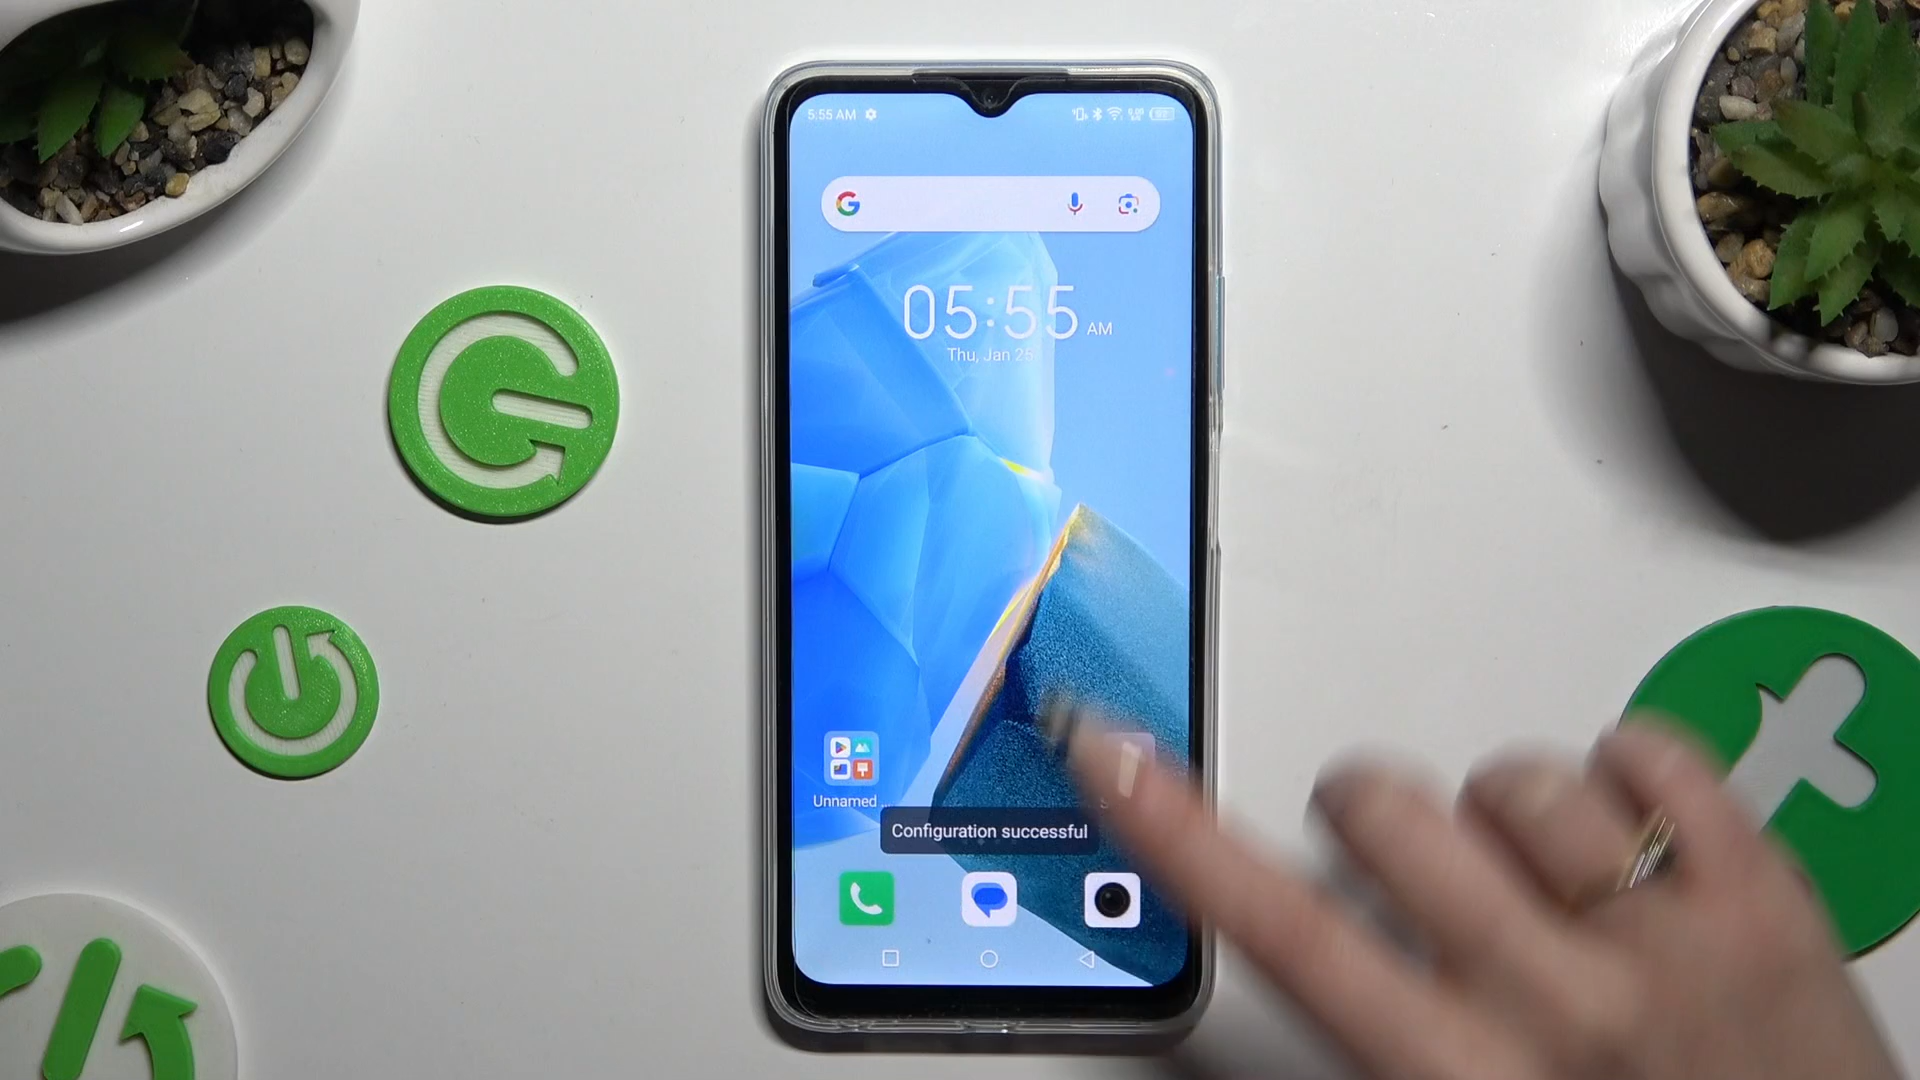 5:55 AM
05:55 AM
Thu, Jan 25
Unnamed ...
Configuration successful